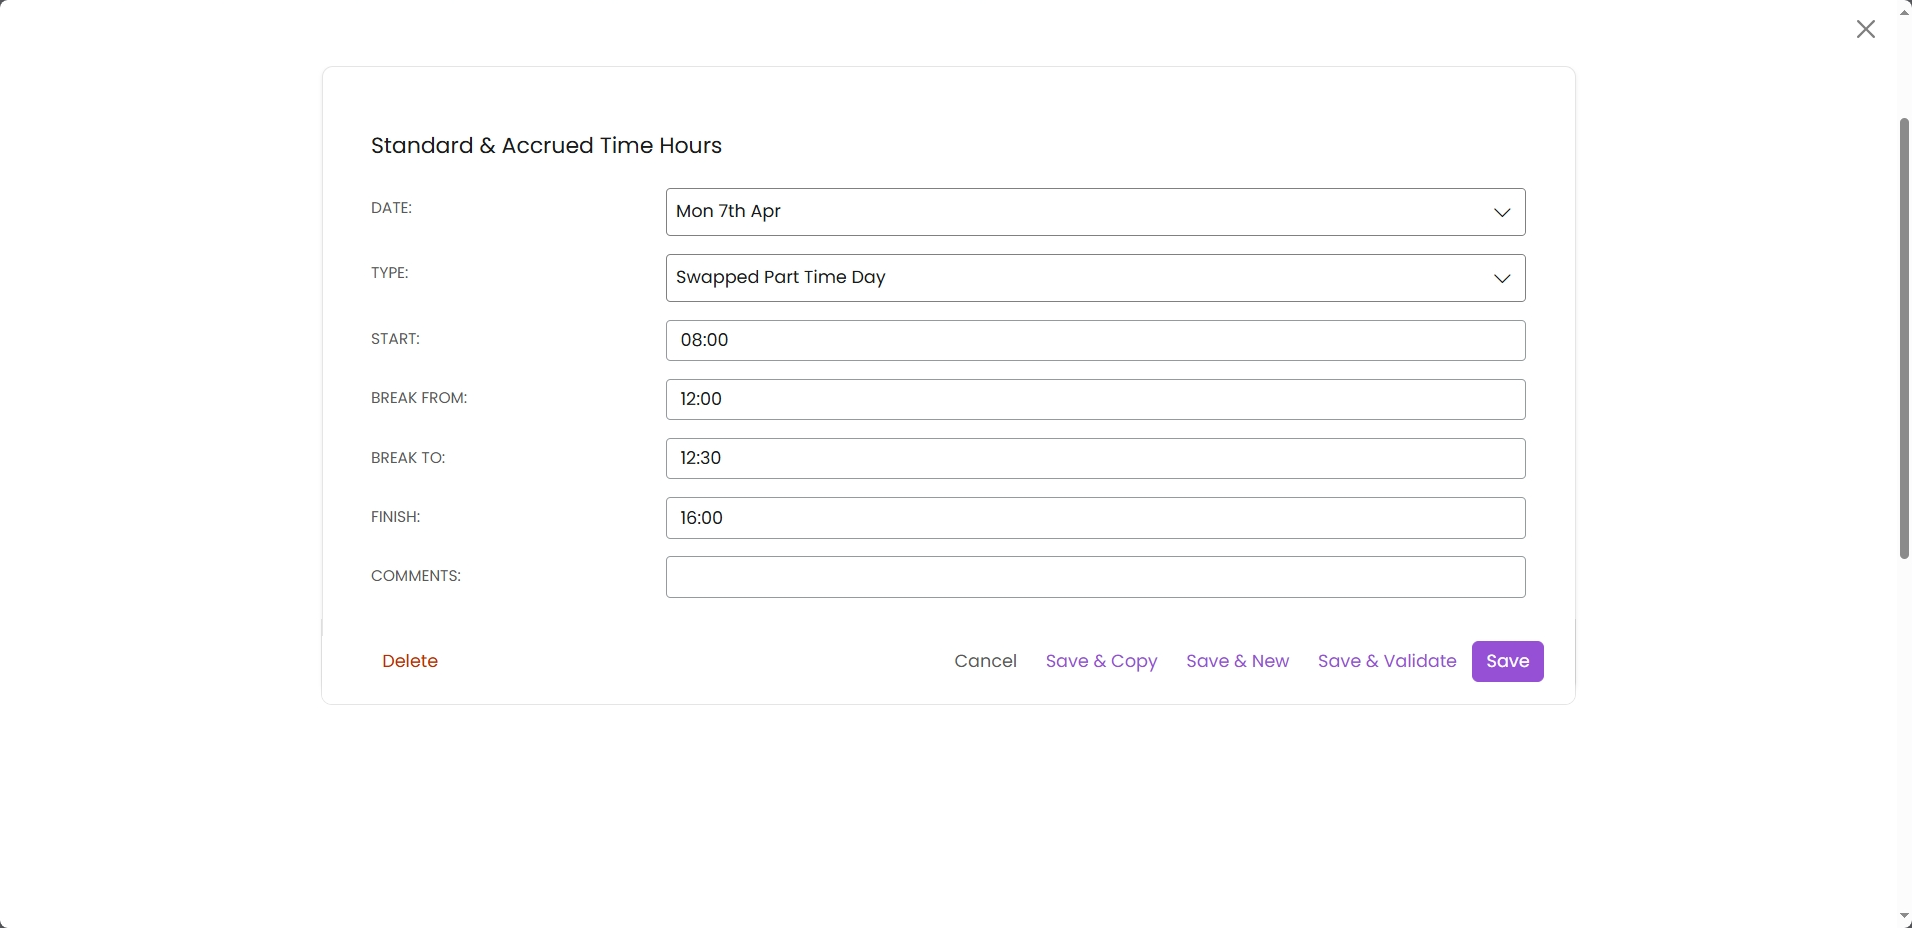 Standard & Accrued Time Hours
DATE: Mon 7th Apr
TYPE: Swapped Part Time Day
START: 08:00
BREAK FROM: 12:00
BREAK TO: 12:30
FINISH: 16:00
COMMENTS:
Delete Cancel Save & Copy Save & New Save & Validate Save